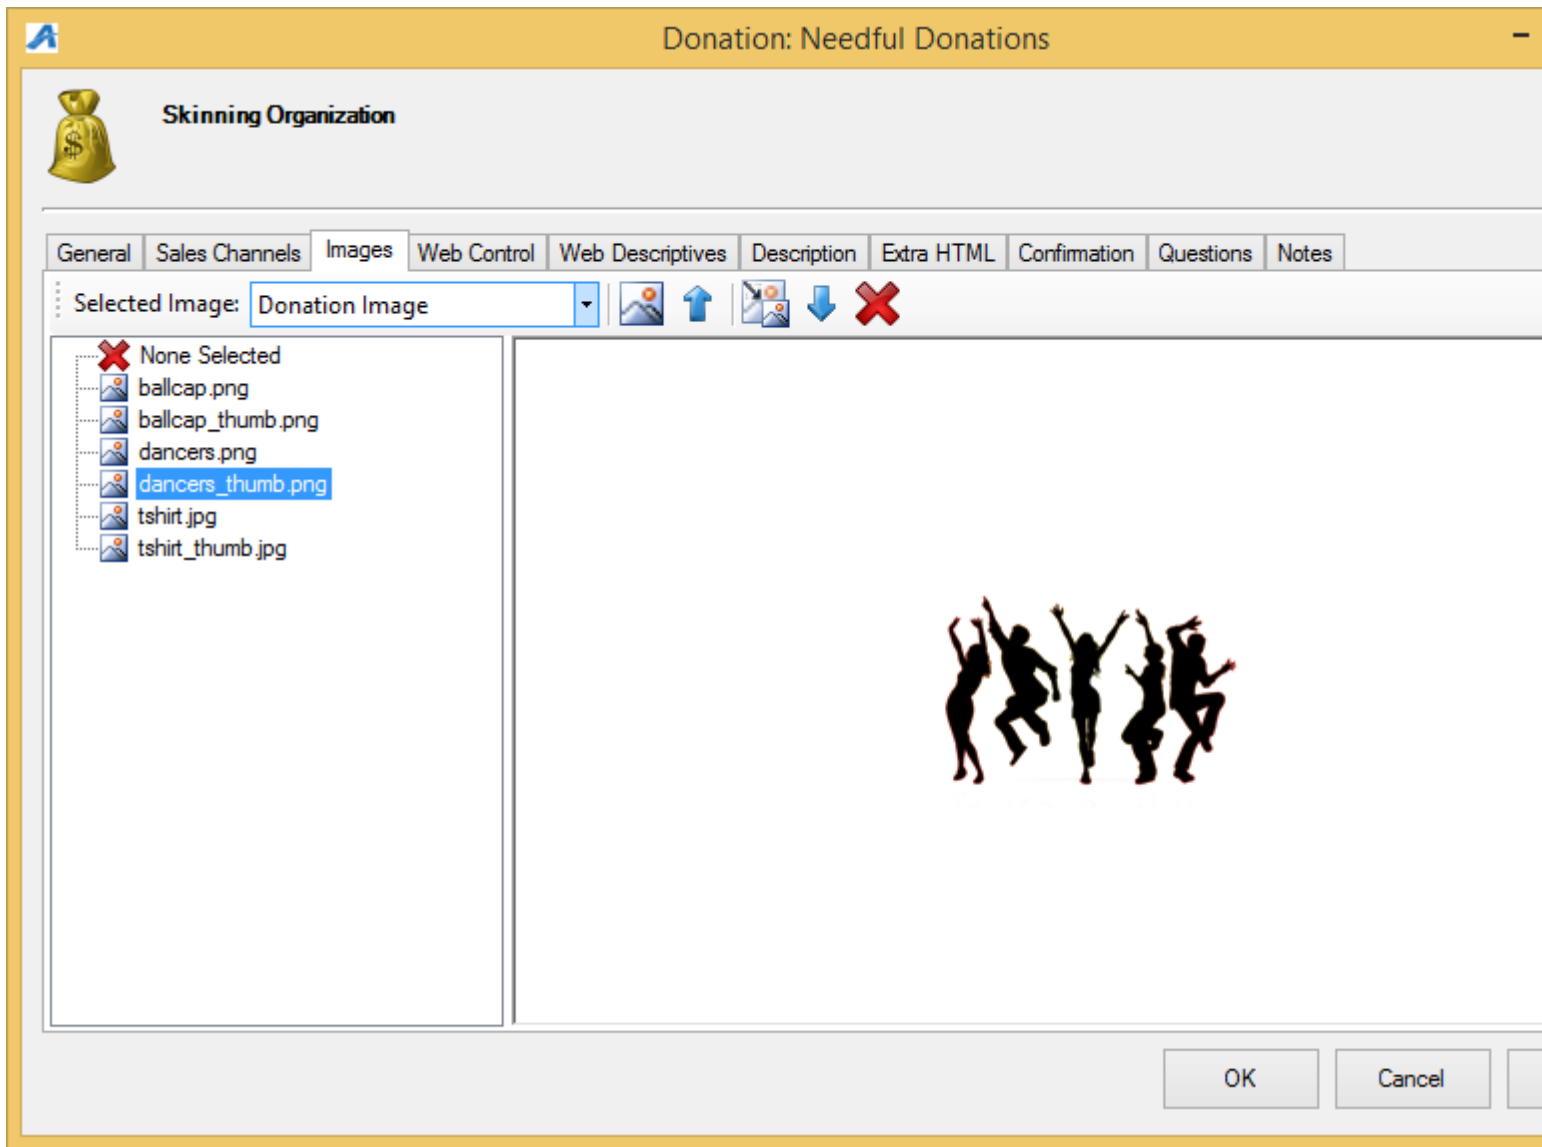 Donation: Needful Donations
Skinning Organization
General Sales Channels Images Web Control Web Descriptives Description Extra HTML Confirmation Questions Notes
Selected Image: Donation Image
None Selected
ballcap.png
ballcap_thumb.png
dancers.png
dancers_thumb.png
tshirt.jpg
tshirt_thumb.jpg
OK Cancel